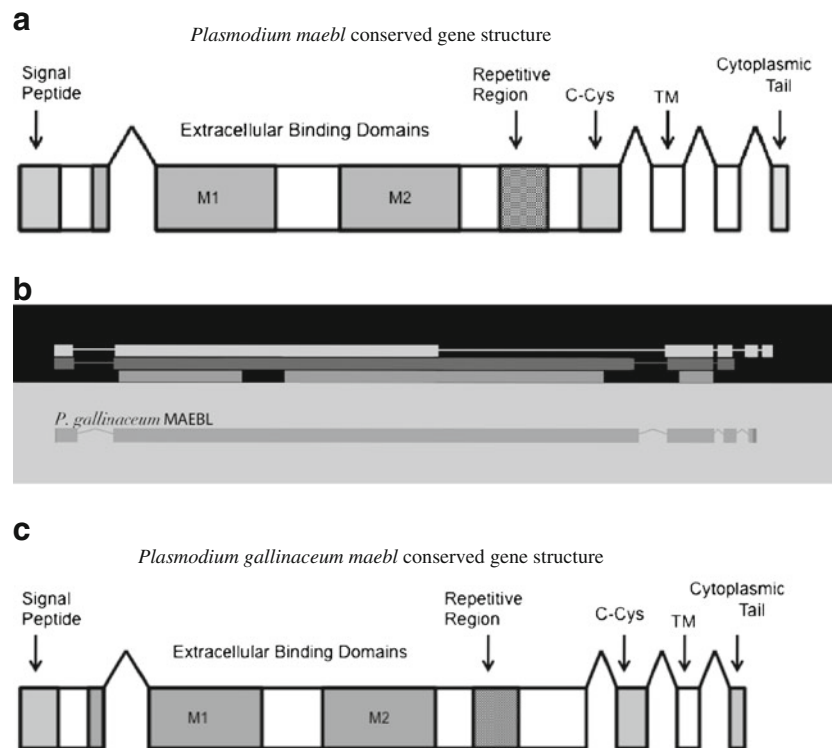 a
Plasmodium maebl conserved gene structure
Signal
Peptide
Extracellular Binding Domains
Repetitive
Region
C-Cys
TM
Cytoplasmic
Tail
M1
M2
b
P. gallinaceum MAEBL
c
Plasmodium gallinaceum maebl conserved gene structure
Signal
Peptide
Extracellular Binding Domains
Repetitive
Region
C-Cys
TM
Cytoplasmic
Tail
M1
M2